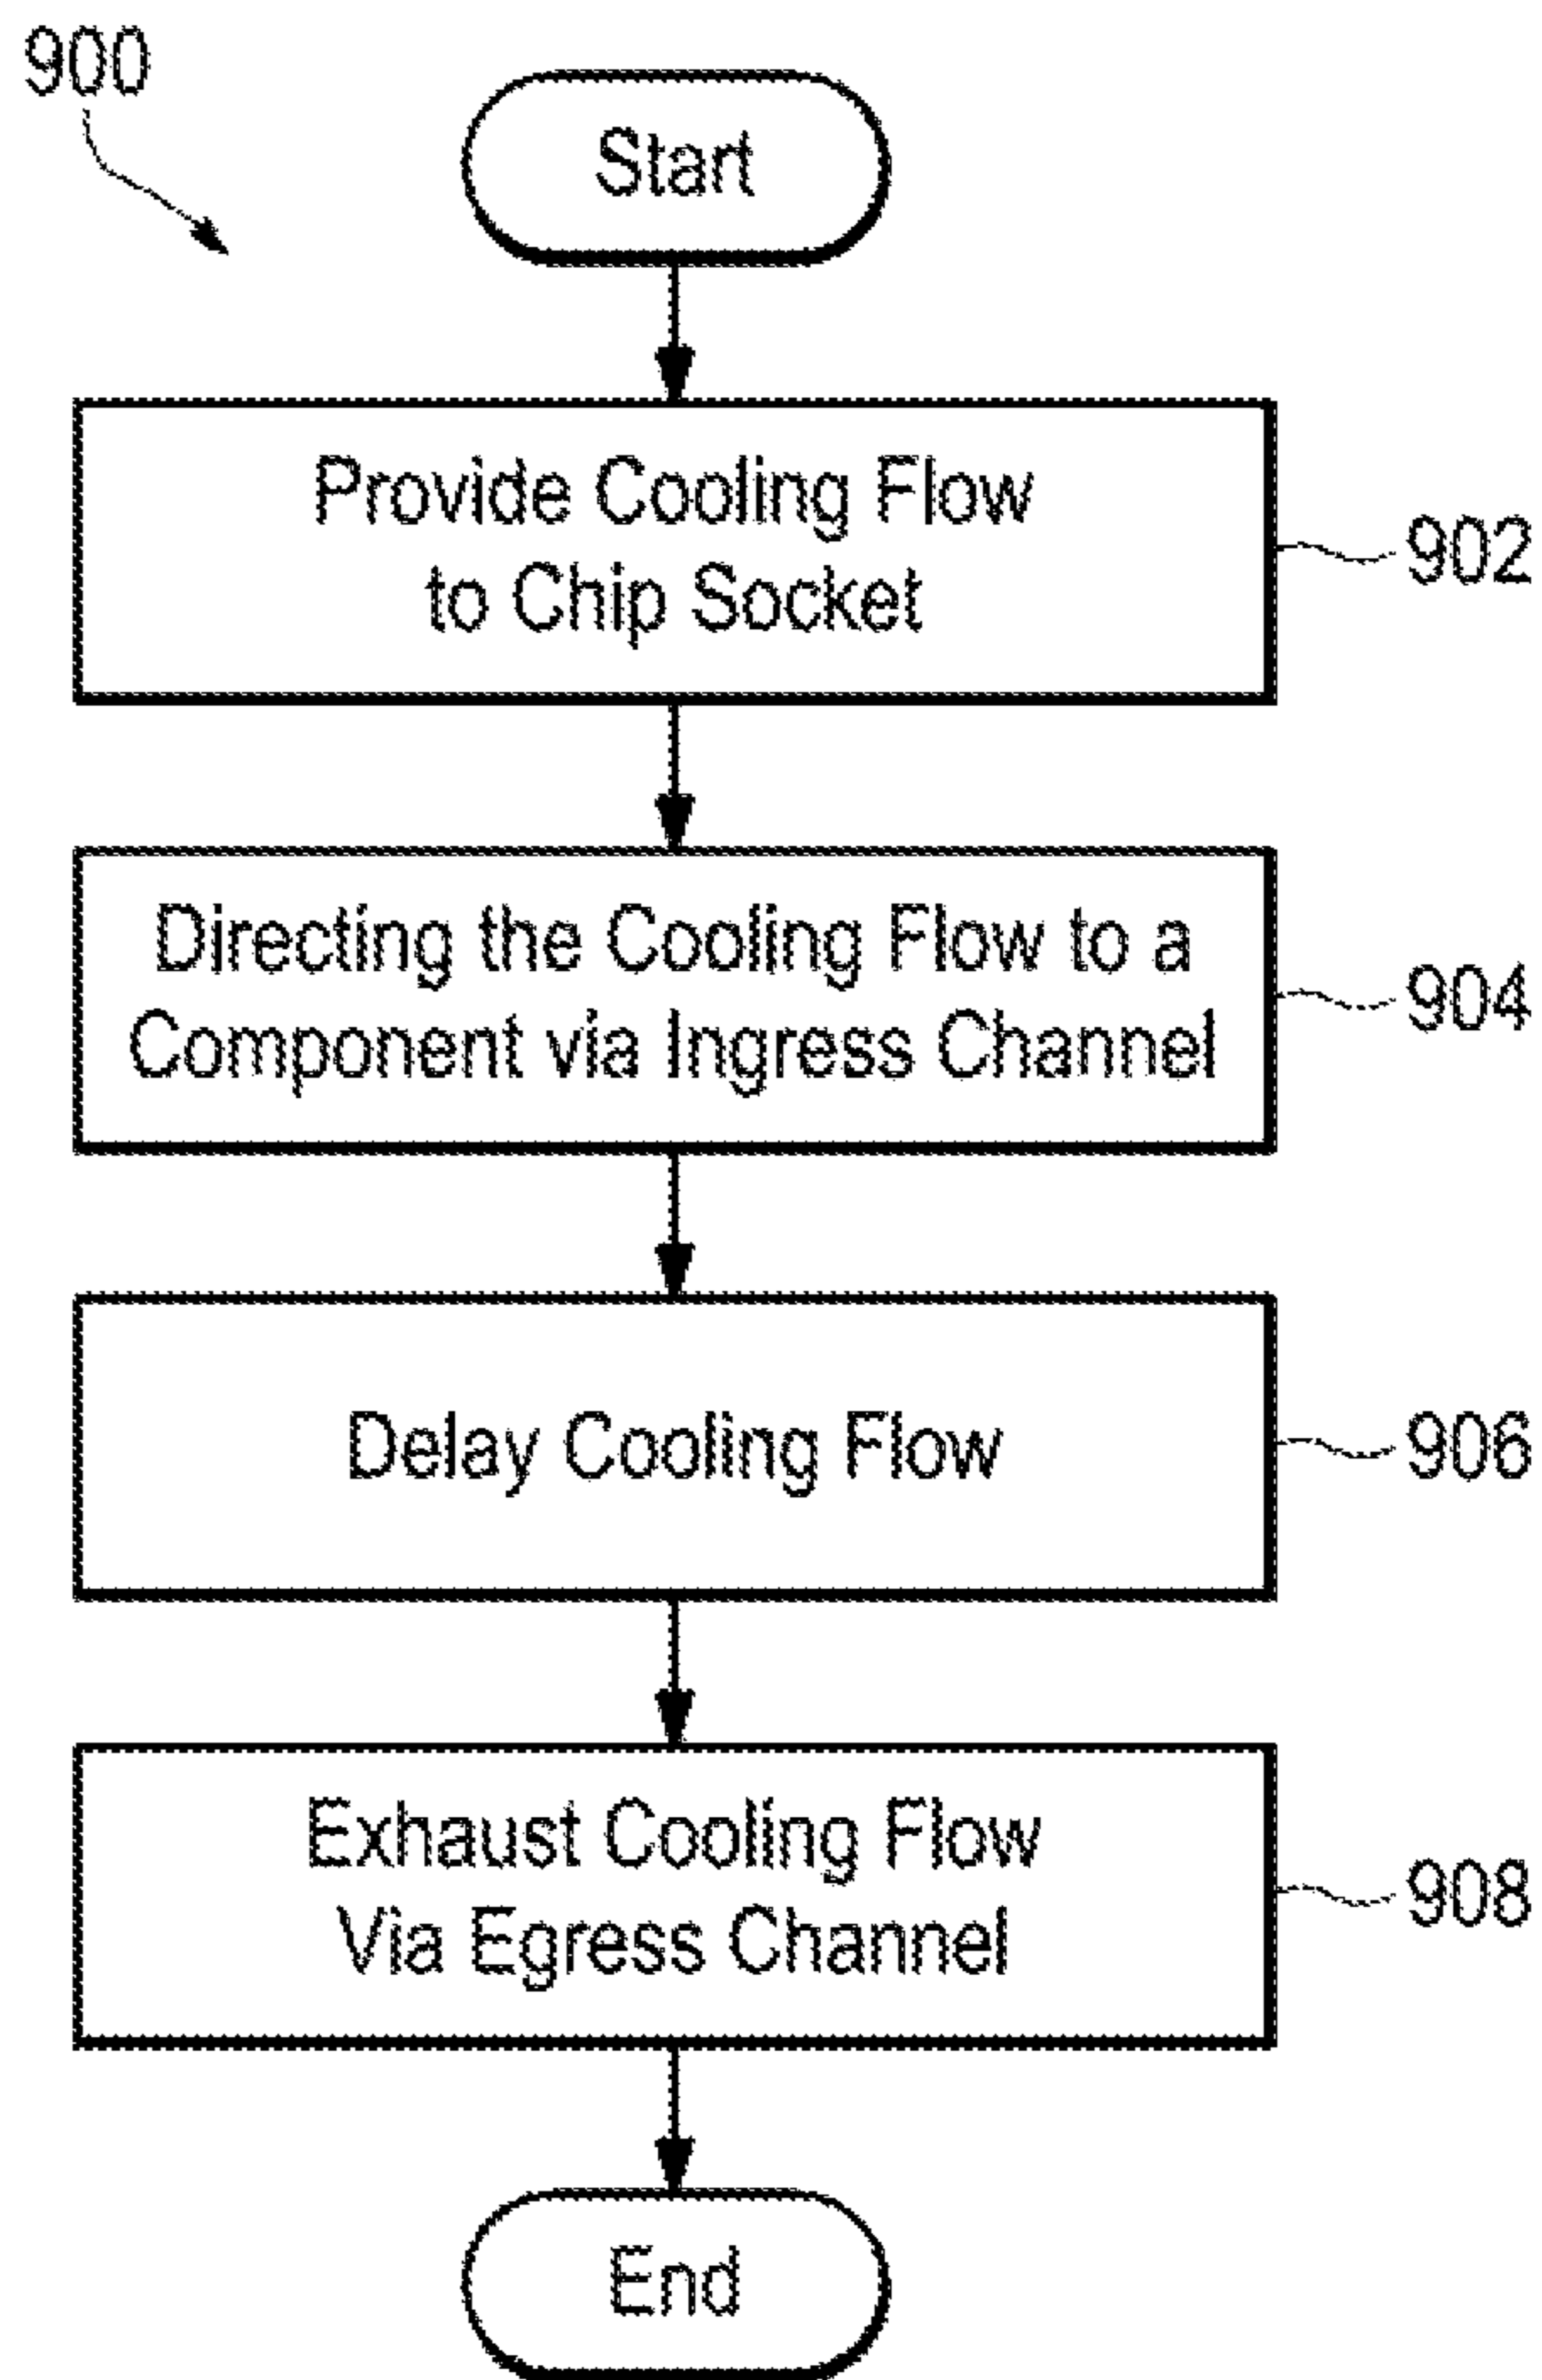 900
Start
Provide Cooling Flow
to Chip Socket
902
Directing the Cooling Flow to a
Component via Ingress Channel
904
Delay Cooling Flow
906
Exhaust Cooling Flow
Via Egress Channel
908
End